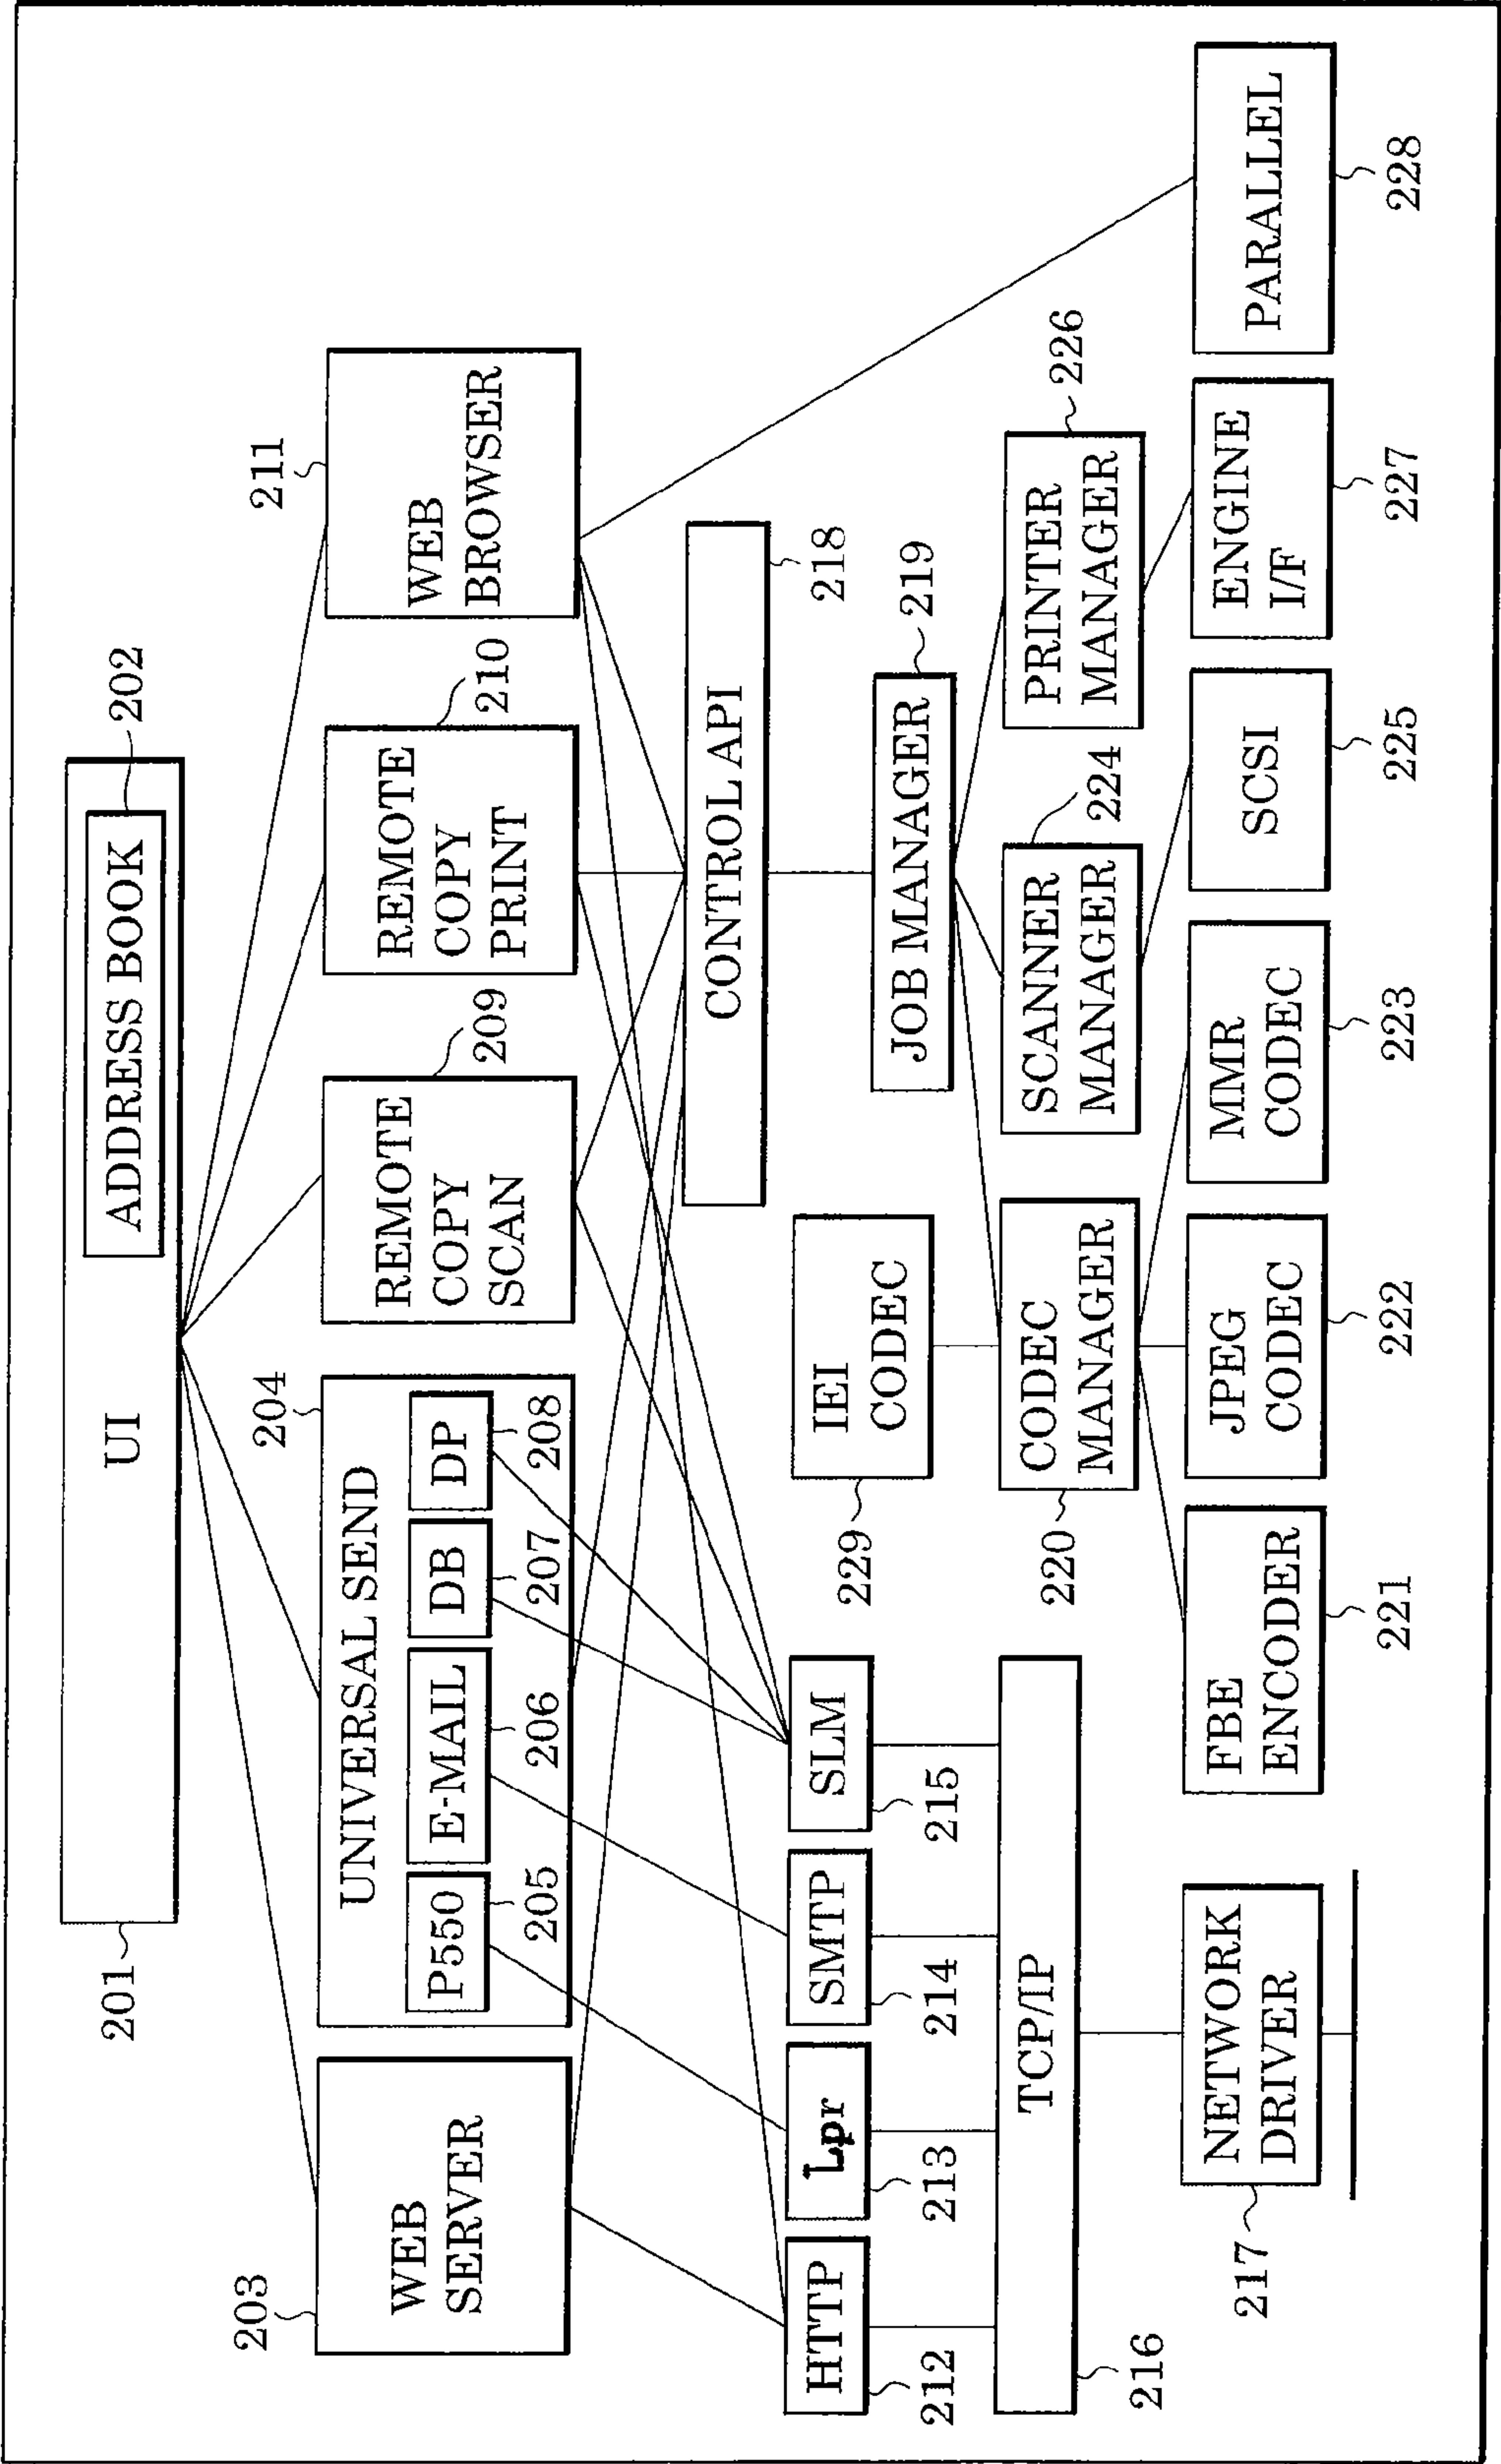 202
ADDRESS BOOK
UI
201
211
WEB
BROWSER
210
REMOTE
COPY
PRINT
209
REMOTE
COPY
SCAN
204
UNIVERSAL SEND
P550
205
E-MAIL
206
DB
207
DP
208
203
WEB
SERVER
CONTROL API
218
HTTP
212
Lpr
213
SMTP
214
SLM
215
IEI
CODEC
229
JOB MANAGER
219
TCP/IP
216
CODEC
MANAGER
220
SCANNER
MANAGER
224
PRINTER
MANAGER
226
NETWORK
DRIVER
217
FBE
ENCODER
221
JPEG
CODEC
222
MMR
CODEC
223
SCSI
225
ENGINE
I/F
227
PARALLEL
228